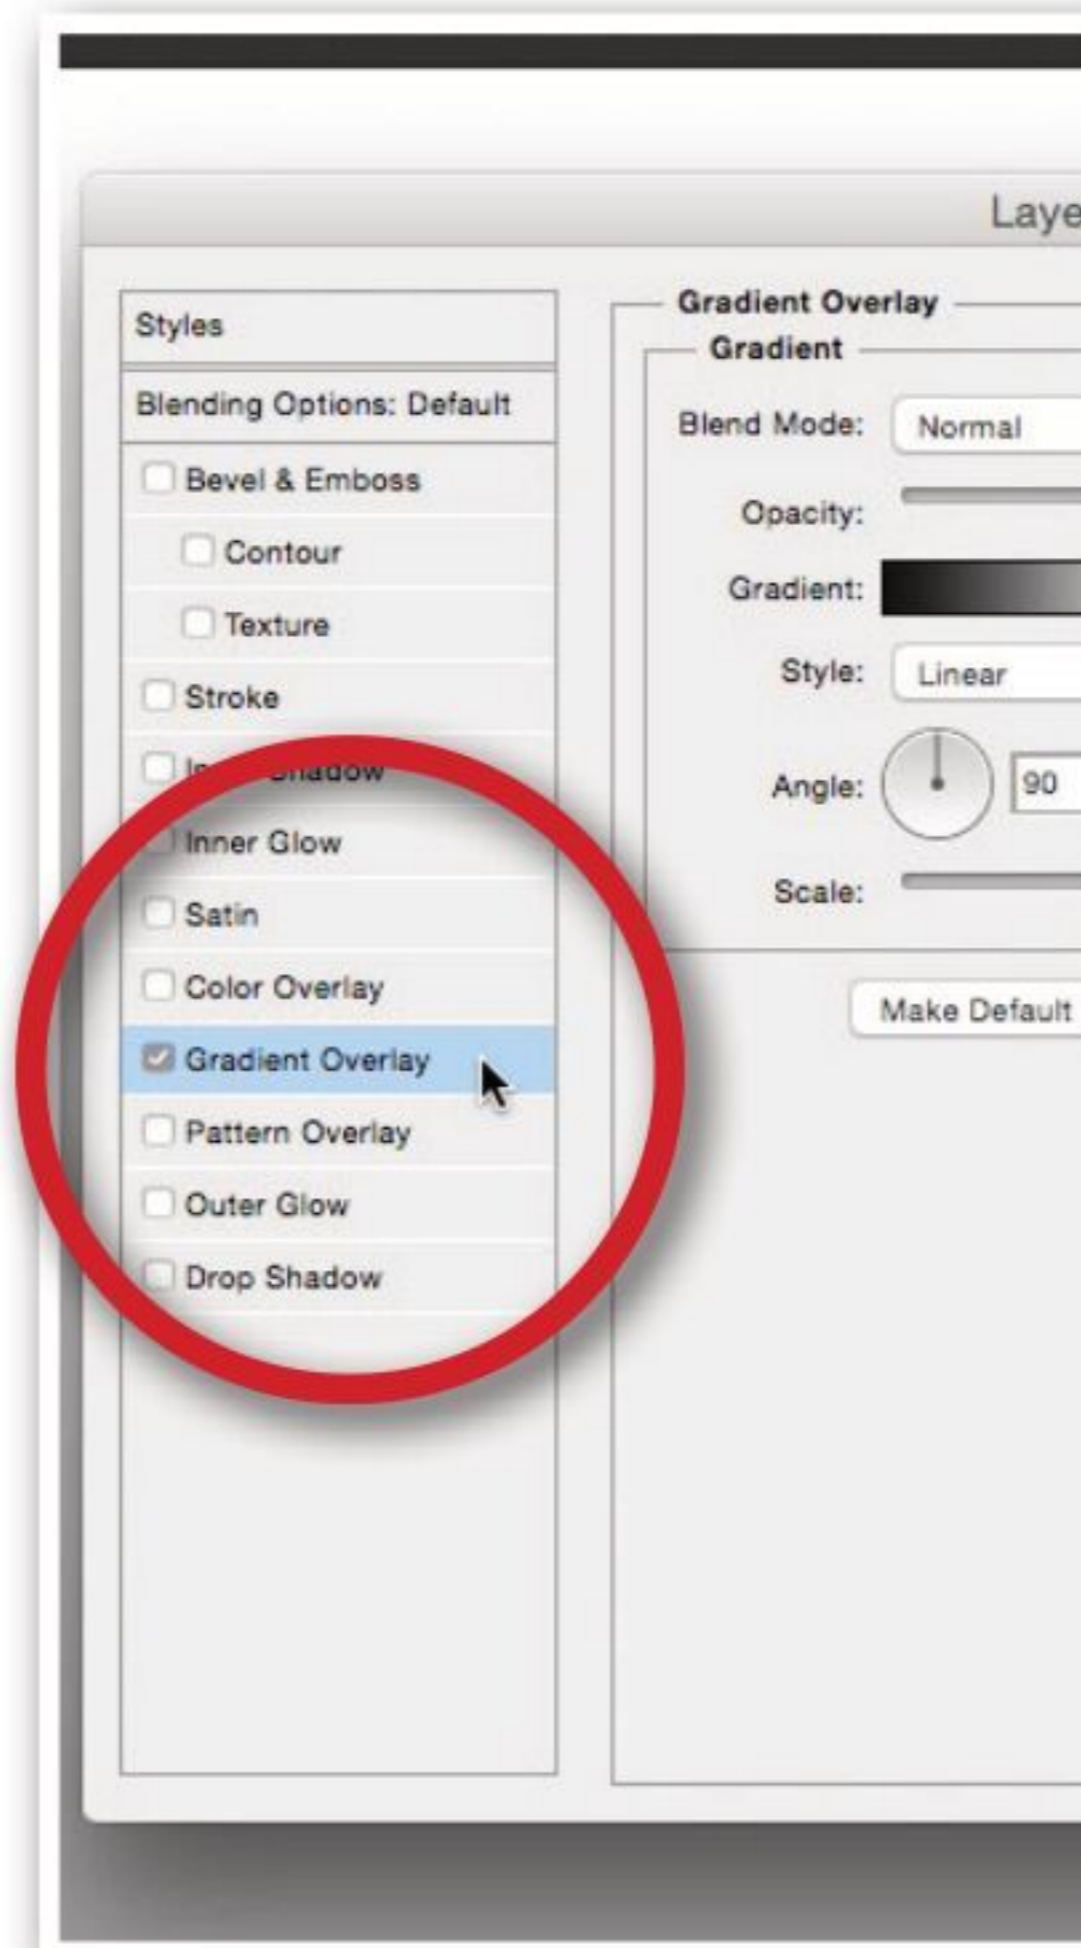 Laye
Styles
Blending Options: Default
Bevel & Emboss
Contour
Texture
Stroke
Shadow
Inner Glow
Satin
Color Overlay
Gradient Overlay
Pattern Overlay
Outer Glow
Drop Shadow
Gradient Overlay
Gradient
Blend Mode: Normal
Opacity:
Gradient:
Style: Linear
Angle: 90
Scale:
Make Default